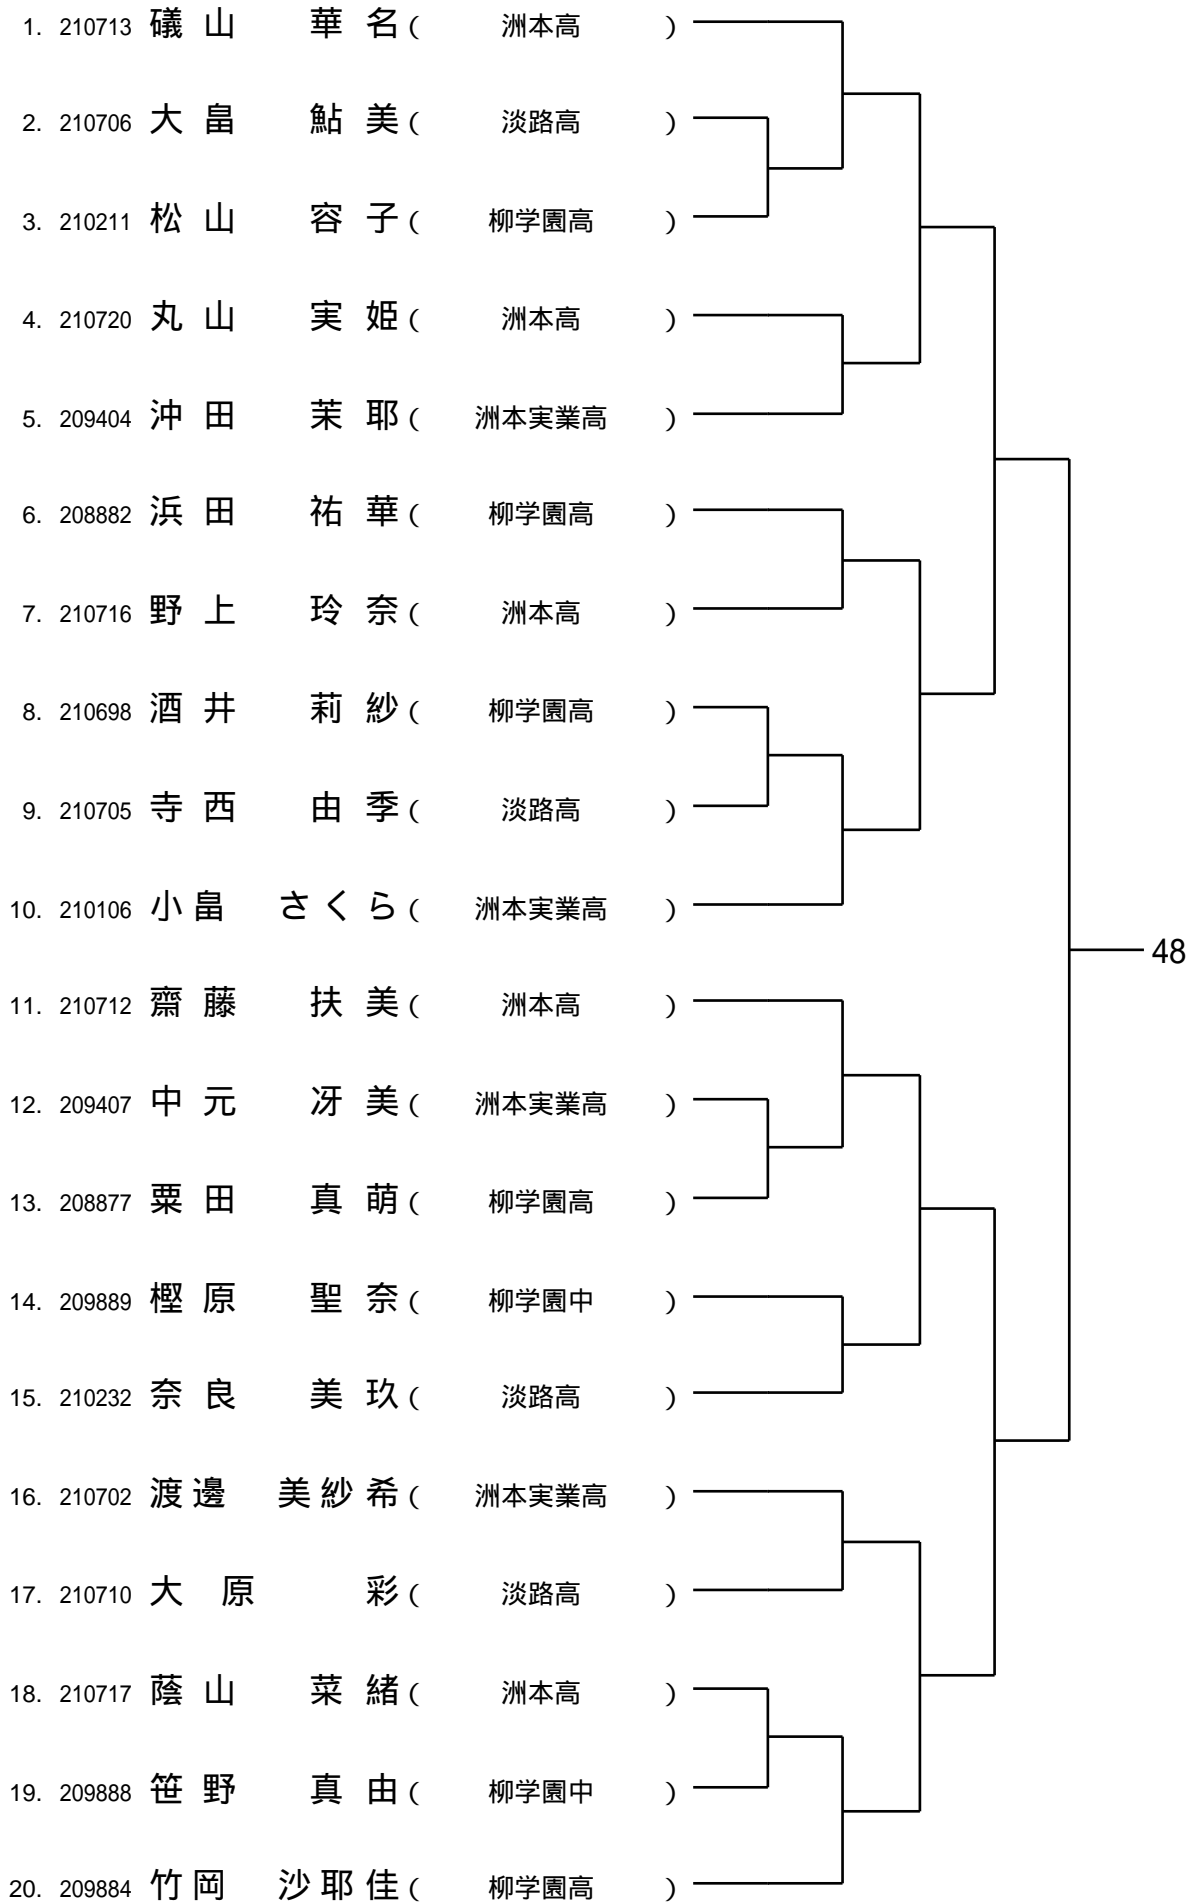 1. 210713 礒 山 華 名 ( 洲本高 )
2. 210706 大 畠 鮎 美 ( 淡路高 )
3. 210211 松 山 容 子 ( 柳学園高 )
4. 210720 丸 山 実 姫 ( 洲本高 )
5. 209404 沖 田 茉 耶 ( 洲本実業高 )
6. 208882 浜 田 祐 華 ( 柳学園高 )
7. 210716 野 上 玲 奈 ( 洲本高 )
8. 210698 酒 井 莉 紗 ( 柳学園高 )
9. 210705 寺 西 由 季 ( 淡路高 )
10. 210106 小 畠 さ く ら ( 洲本実業高 )
48
11. 210712 齋 藤 扶 美 ( 洲本高 )
12. 209407 中 元 冴 美 ( 洲本実業高 )
13. 208877 粟 田 真 萌 ( 柳学園高 )
14. 209889 樫 原 聖 奈 ( 柳学園中 )
15. 210232 奈 良 美 玖 ( 淡路高 )
16. 210702 渡 邊 美 紗 希 ( 洲本実業高 )
17. 210710 大 原 彩 ( 淡路高 )
18. 210717 蔭 山 菜 緒 ( 洲本高 )
19. 209888 笹 野 真 由 ( 柳学園中 )
20. 209884 竹 岡 沙 耶 佳 ( 柳学園高 )